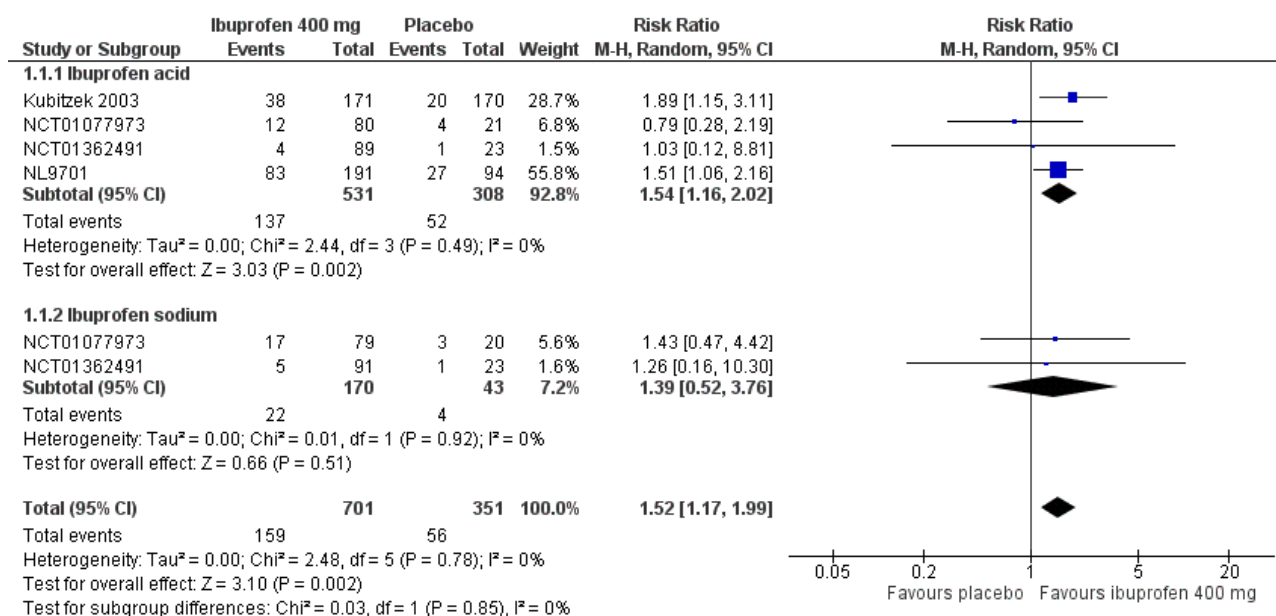 Ibuprofen 400 mg Placebo Risk Ratio Risk Ratio
Study or Subgroup Events Total Events Total Weight M-H, Random, 95% CI M-H, Random, 95% CI
1.1.1 Ibuprofen acid
Kubitzek 2003 38 171 20 170 28.7% 1.89 [1.15, 3.11]
NCT01077973 12 80 4 21 6.8% 0.79 [0.28, 2.19]
NCT01362491 4 89 1 23 1.5% 1.03 [0.12, 8.81]
NL9701 83 191 27 94 55.8% 1.51 [1.06, 2.16]
Subtotal (95% CI) 531 308 92.8% 1.54 [1.16, 2.02]
Total events 137 52
Heterogeneity: Tau² = 0.00; Chi² = 2.44, df = 3 (P = 0.49); I² = 0%
Test for overall effect: Z = 3.03 (P = 0.002)
1.1.2 Ibuprofen sodium
NCT01077973 17 79 3 20 5.6% 1.43 [0.47, 4.42]
NCT01362491 5 91 1 23 1.6% 1.26 [0.16, 10.30]
Subtotal (95% CI) 170 43 7.2% 1.39 [0.52, 3.76]
Total events 22 4
Heterogeneity: Tau² = 0.00; Chi² = 0.01, df = 1 (P = 0.92); I² = 0%
Test for overall effect: Z = 0.66 (P = 0.51)
Total (95% CI) 701 351 100.0% 1.52 [1.17, 1.99]
Total events 159 56
Heterogeneity: Tau² = 0.00; Chi² = 2.48, df = 5 (P = 0.78); I² = 0%
Test for overall effect: Z = 3.10 (P = 0.002)
Test for subgroup differences: Chi² = 0.03, df = 1 (P = 0.85), I² = 0%
0.05 0.2 1 5 20
Favours placebo Favours ibuprofen 400 mg